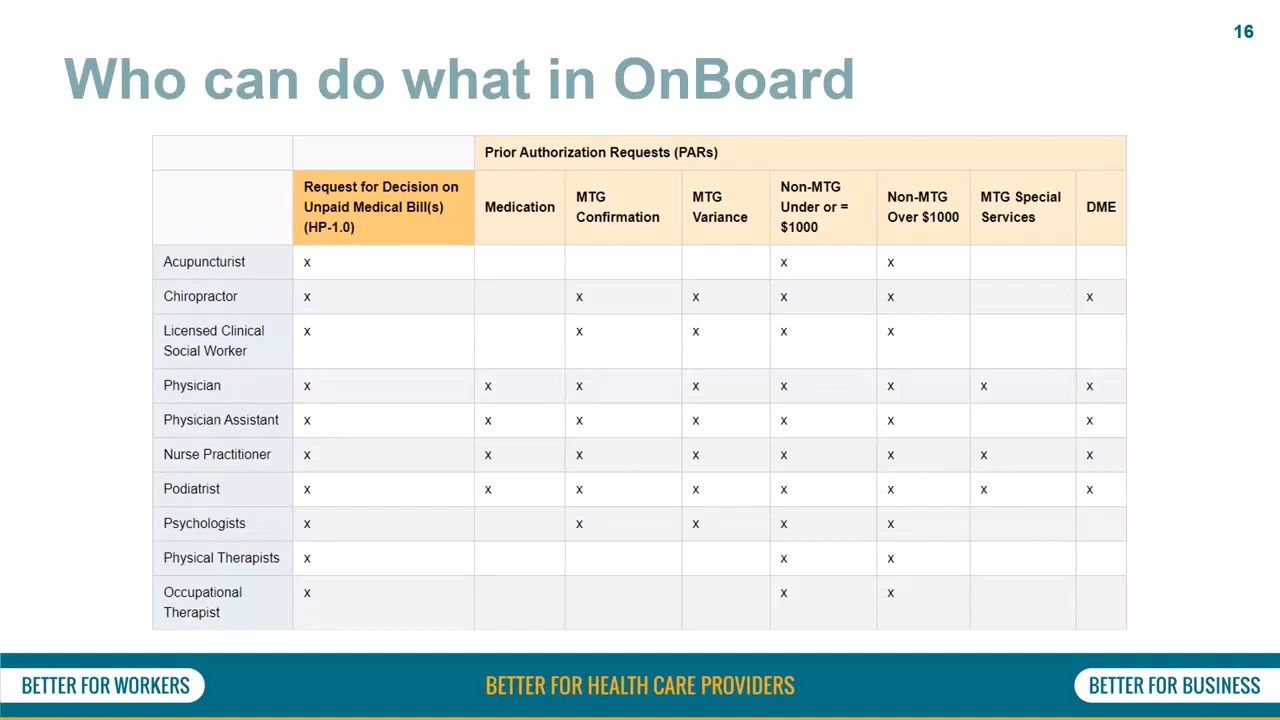 16
Who can do what in OnBoard
Prior Authorization Requests (PARs)
Request for Decision on
Unpaid Medical Bill(s)
(HP-1.0)
Medication
MTG
Confirmation
MTG
Variance
Non-MTG
Under or =
$1000
Non-MTG
Over $1000
MTG Special
Services
DME
Acupuncturist x x x
Chiropractor x x x x x x
Licensed Clinical
Social Worker
x x x x x
Physician x x x x x x x x
Physician Assistant x x x x x x x
Nurse Practitioner x x x x x x x x
Podiatrist x x x x x x x x
Psychologists x x x x x
Physical Therapists x x x
Occupational
Therapist
x x x
BETTER FOR WORKERS
BETTER FOR HEALTH CARE PROVIDERS
BETTER FOR BUSINESS